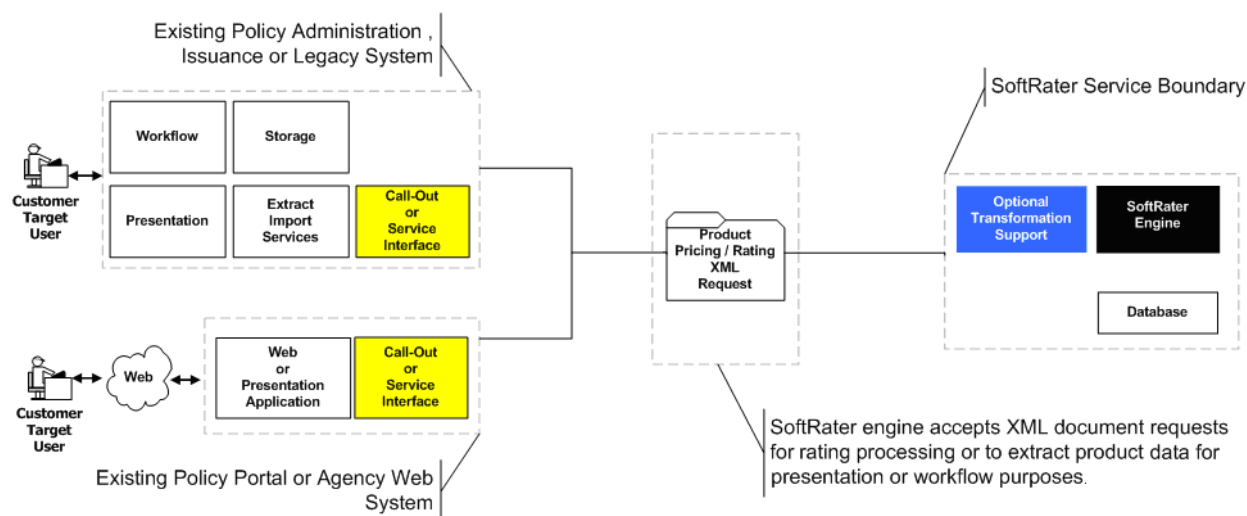 Existing Policy Administration ,
Issuance or Legacy System
SoftRater Service Boundary
Workflow
Storage
Customer
Target
User
Presentation
Extract
Import
Services
Call-Out
or
Service
Interface
Product
Pricing / Rating
XML
Request
Optional
Transformation
Support
SoftRater
Engine
Database
Customer
Target
User
Web
Web
or
Presentation
Application
Call-Out
or
Service
Interface
Existing Policy Portal or Agency Web
System
SoftRater engine accepts XML document requests
for rating processing or to extract product data for
presentation or workflow purposes.